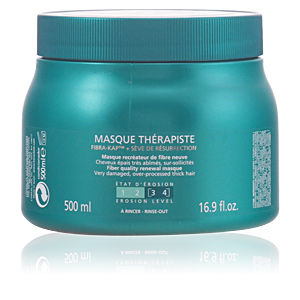 MASQUE THÉRAPISTE
FIBRA-KAP™ + SÈVE DE RÉSURRECTION
Masque recréateur de fibre neuve
Cheveux épais très abîmés, sur-sollicités
Fiber quality renewal masque
Very damaged, over-processed thick hair
ÉTAT D'ÉROSION
1 2 [3 4]
EROSION LEVEL
500 ml
16.9 fl.oz.
À RINCER - RINSE-OUT
500ml e